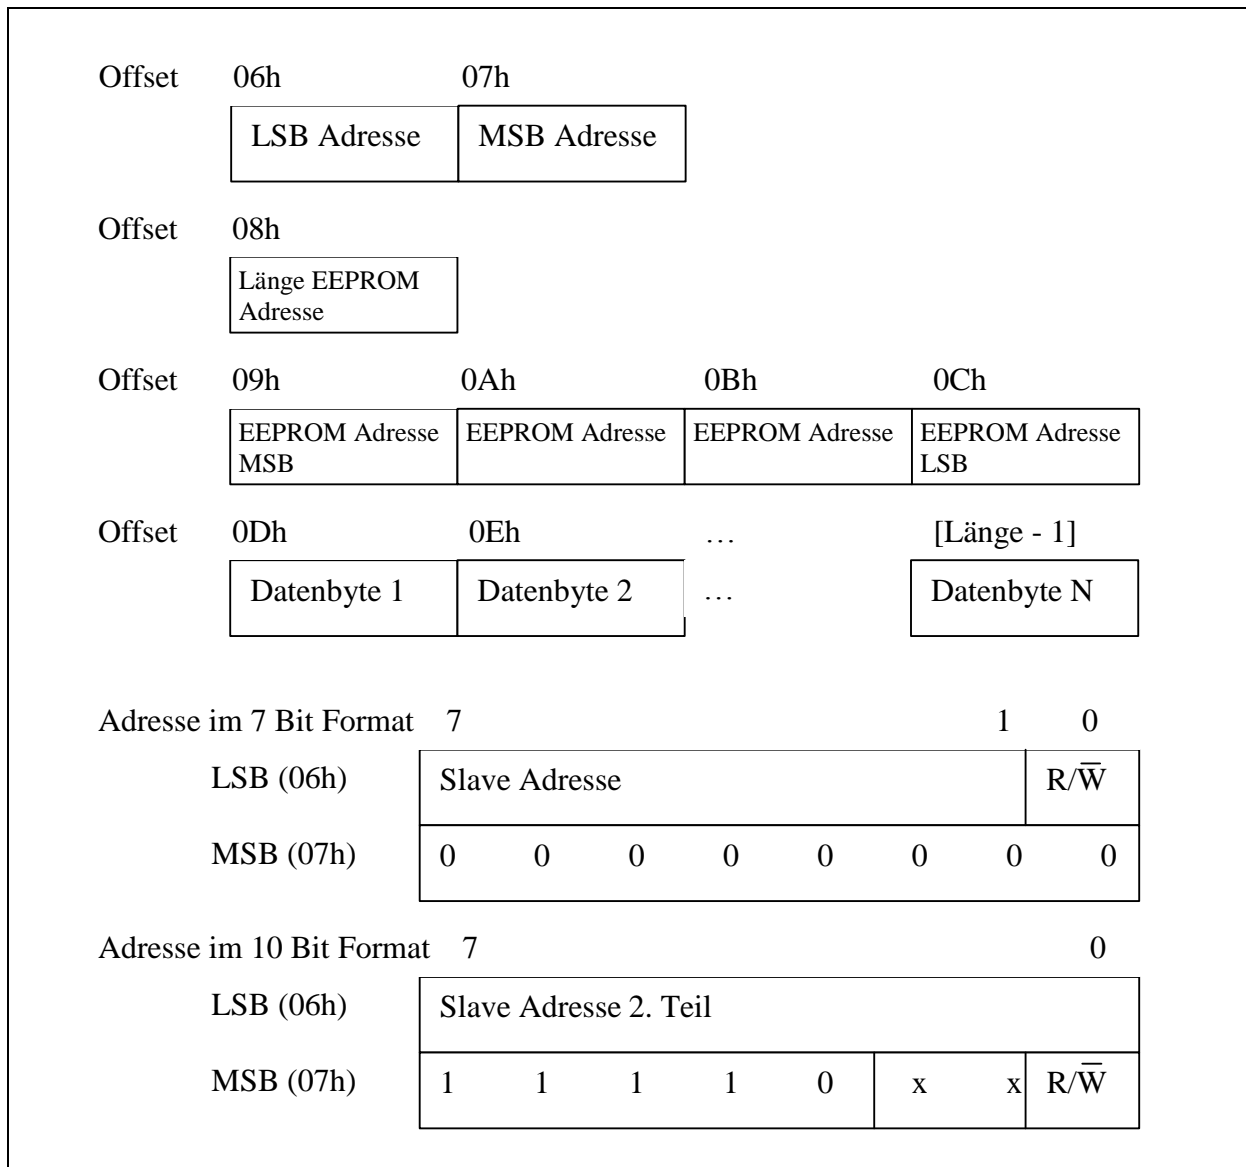 Offset 06h 07h
LSB Adresse MSB Adresse
Offset 08h
Länge EEPROM
Adresse
Offset 09h 0Ah 0Bh 0Ch
EEPROM Adresse EEPROM Adresse EEPROM Adresse EEPROM Adresse
MSB LSB
Offset 0Dh 0Eh … [Länge - 1]
Datenbyte 1 Datenbyte 2 … Datenbyte N
Adresse im 7 Bit Format 7 1 0
LSB (06h) Slave Adresse R/W̅
MSB (07h) 0 0 0 0 0 0 0 0
Adresse im 10 Bit Format 7 0
LSB (06h) Slave Adresse 2. Teil
MSB (07h) 1 1 1 1 0 x x R/W̅